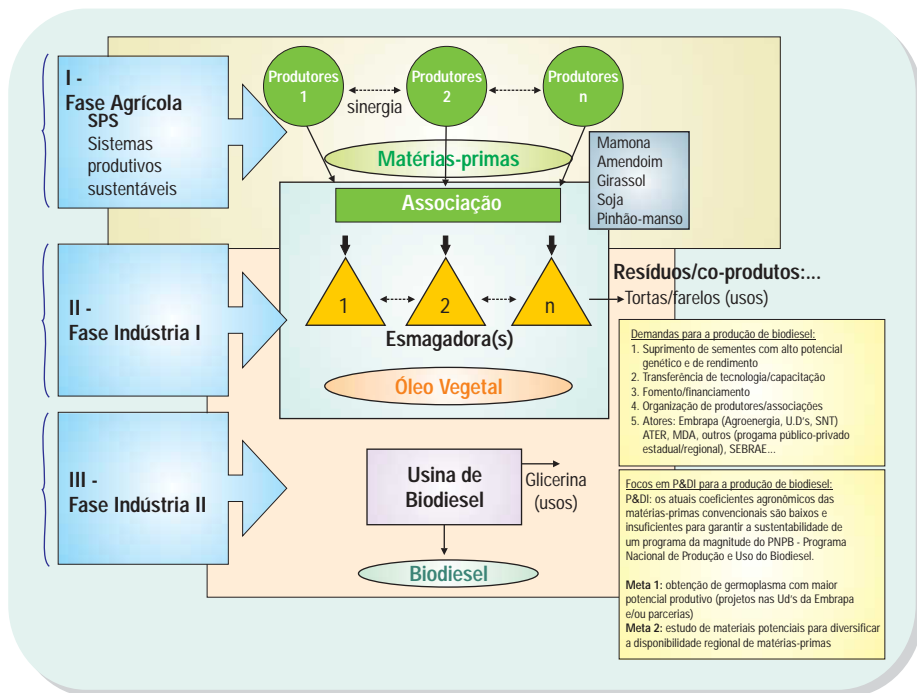 I -
Fase Agrícola
SPS
Sistemas
produtivos
sustentáveis
Produtores
1
sinergia
Produtores
2
Produtores
n
Matérias-primas
Mamona
Amendoim
Girassol
Soja
Pinhão-manso
Associação
II -
Fase Indústria I
1
2
n
Esmagadora(s)
Óleo Vegetal
Resíduos/co-produtos:...
Tortas/farelos (usos)
Demandas para a produção de biodiesel:
1. Suprimento de sementes com alto potencial
genético e de rendimento
2. Transferência de tecnologia/capacitação
3. Fomento/financiamento
4. Organização de produtores/associações
5. Atores: Embrapa (Agroenergia, U.D's, SNT)
ATER, MDA, outros (progama público-privado
estadual/regional), SEBRAE...
III -
Fase Indústria II
Usina de
Biodiesel
Glicerina
(usos)
Biodiesel
Focos em P&DI para a produção de biodiesel:
P&DI: os atuais coeficientes agronômicos das
matérias-primas convencionais são baixos e
insuficientes para garantir a sustentabilidade de
um programa da magnitude do PNPB - Programa
Nacional de Produção e Uso do Biodiesel.
Meta 1: obtenção de germoplasma com maior
potencial produtivo (projetos nas Ud's da Embrapa
e/ou parcerias)
Meta 2: estudo de materiais potenciais para diversificar
a disponibilidade regional de matérias-primas